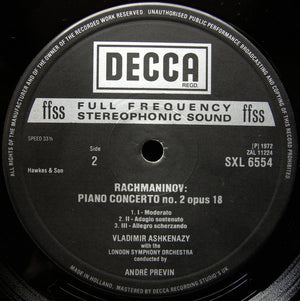 ALL RIGHTS OF THE MANUFACTURER AND OF THE OWNER OF THE RECORDED WORK RESERVED. UNAUTHORISED PUBLIC PERFORMANCE BROADCASTING AND COPYING OF THIS RECORD PROHIBITED
DECCA
REGD.
ffss FULL FREQUENCY STEREOPHONIC SOUND ffss
SPEED 33⅓
Side
2
(P) 1972
ZAL 11224
SXL 6554
Hawkes & Son
RACHMANINOV:
PIANO CONCERTO no. 2 opus 18
1. I - Moderato
2. II - Adagio sostenuto
3. III - Allegro scherzando
VLADIMIR ASHKENAZY
with the
LONDON SYMPHONY ORCHESTRA
conducted by
ANDRÉ PREVIN
MADE IN HOLLAND. MASTERED BY DECCA RECORDING STUDIO'S UK